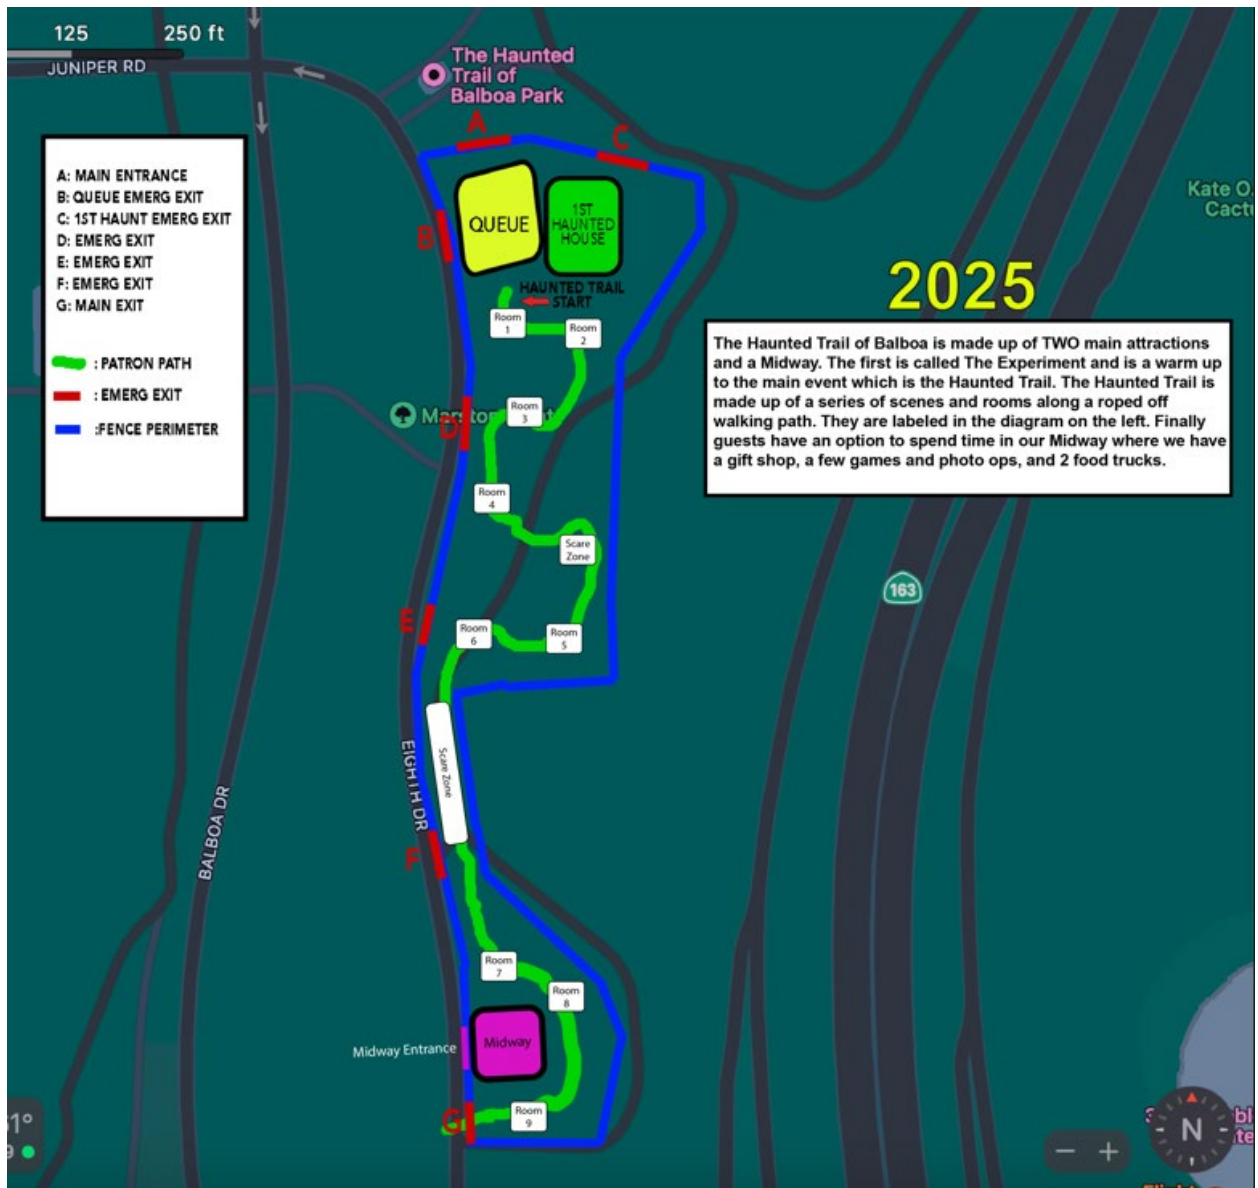 125 250 ft
JUNIPER RD
The Haunted
Trail of
Balboa Park
A
C
A: MAIN ENTRANCE
B: QUEUE EMERG EXIT
C: 1ST HAUNT EMERG EXIT
D: EMERG EXIT
E: EMERG EXIT
F: EMERG EXIT
G: MAIN EXIT
: PATRON PATH
: EMERG EXIT
:FENCE PERIMETER
QUEUE
1ST
HAUNTED
HOUSE
B
HAUNTED TRAIL
START
Room
1
Room
2
Room
3
D
Room
4
Scare
Zone
E
Room
6
Room
5
Scare Zone
EIGHTH DR
BALBOA DR
F
Room
7
Room
8
Midway Entrance
Midway
G
Room
9
Kate O.
2025
The Haunted Trail of Balboa is made up of TWO main attractions
and a Midway. The first is called The Experiment and is a warm up
to the main event which is the Haunted Trail. The Haunted Trail is
made up of a series of scenes and rooms along a roped off
walking path. They are labeled in the diagram on the left. Finally
guests have an option to spend time in our Midway where we have
a gift shop, a few games and photo ops, and 2 food trucks.
163
N